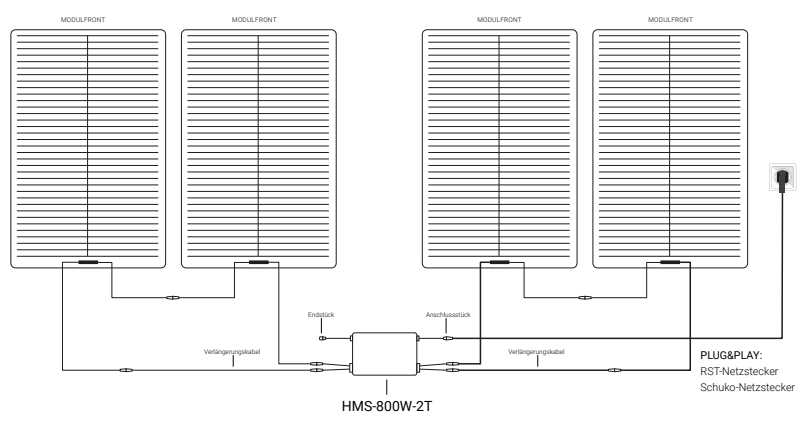 MODULFRONT
MODULFRONT
MODULFRONT
MODULFRONT
Endstück
Anschlussstück
Verlängerungskabel
Verlängerungskabel
HMS-800W-2T
PLUG&PLAY:
RST-Netzstecker
Schuko-Netzstecker